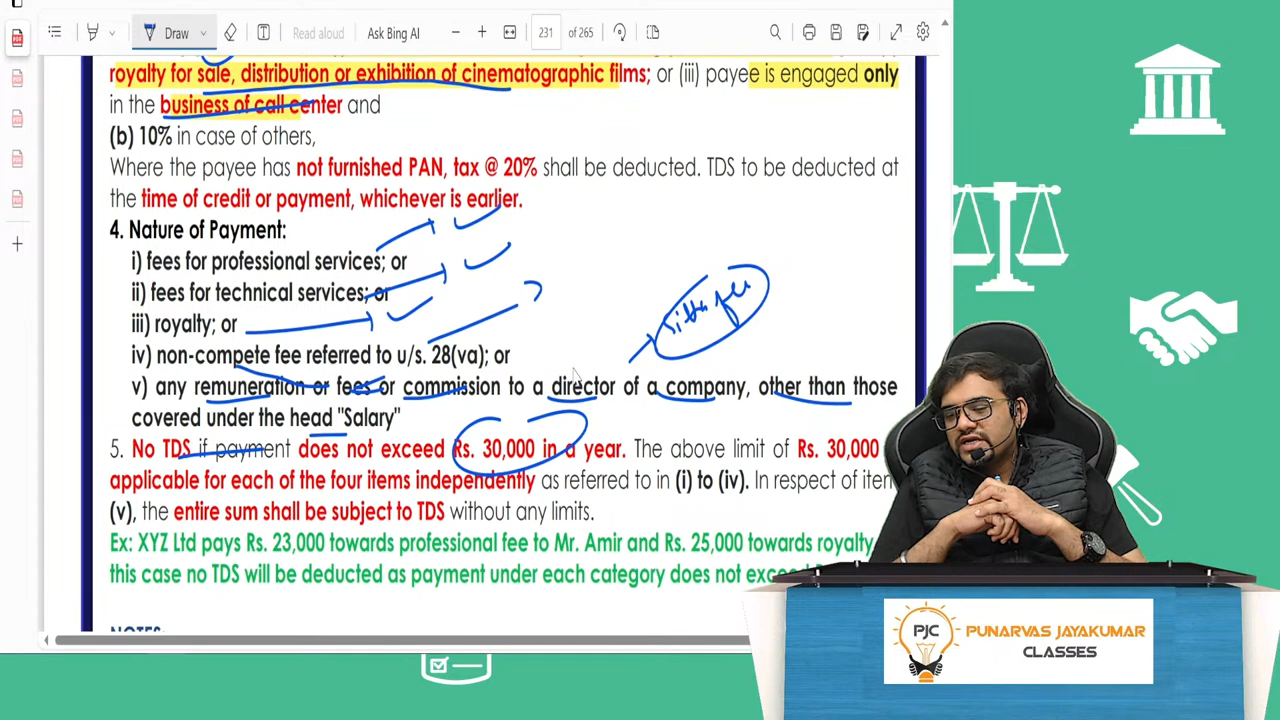 Draw
Read aloud
Ask Bing AI
231
of 265
royalty for sale, distribution or exhibition of cinematographic films; or (iii) payee is engaged only
in the business of call center and
(b) 10% in case of others,
Where the payee has not furnished PAN, tax @ 20% shall be deducted. TDS to be deducted at
the time of credit or payment, whichever is earlier.
4. Nature of Payment:
i) fees for professional services; or
ii) fees for technical services; or
iii) royalty; or
iv) non-compete fee referred to u/s. 28(va); or
v) any remuneration or fees or commission to a director of a company, other than those
covered under the head "Salary"
5. No TDS if payment does not exceed Rs. 30,000 in a year. The above limit of Rs. 30,000
applicable for each of the four items independently as referred to in (i) to (iv). In respect of item
(v), the entire sum shall be subject to TDS without any limits.
Ex: XYZ Ltd pays Rs. 23,000 towards professional fee to Mr. Amir and Rs. 25,000 towards royalty
this case no TDS will be deducted as payment under each category does not exceed
NOTES:
PJC
PUNARVAS JAYAKUMAR
CLASSES